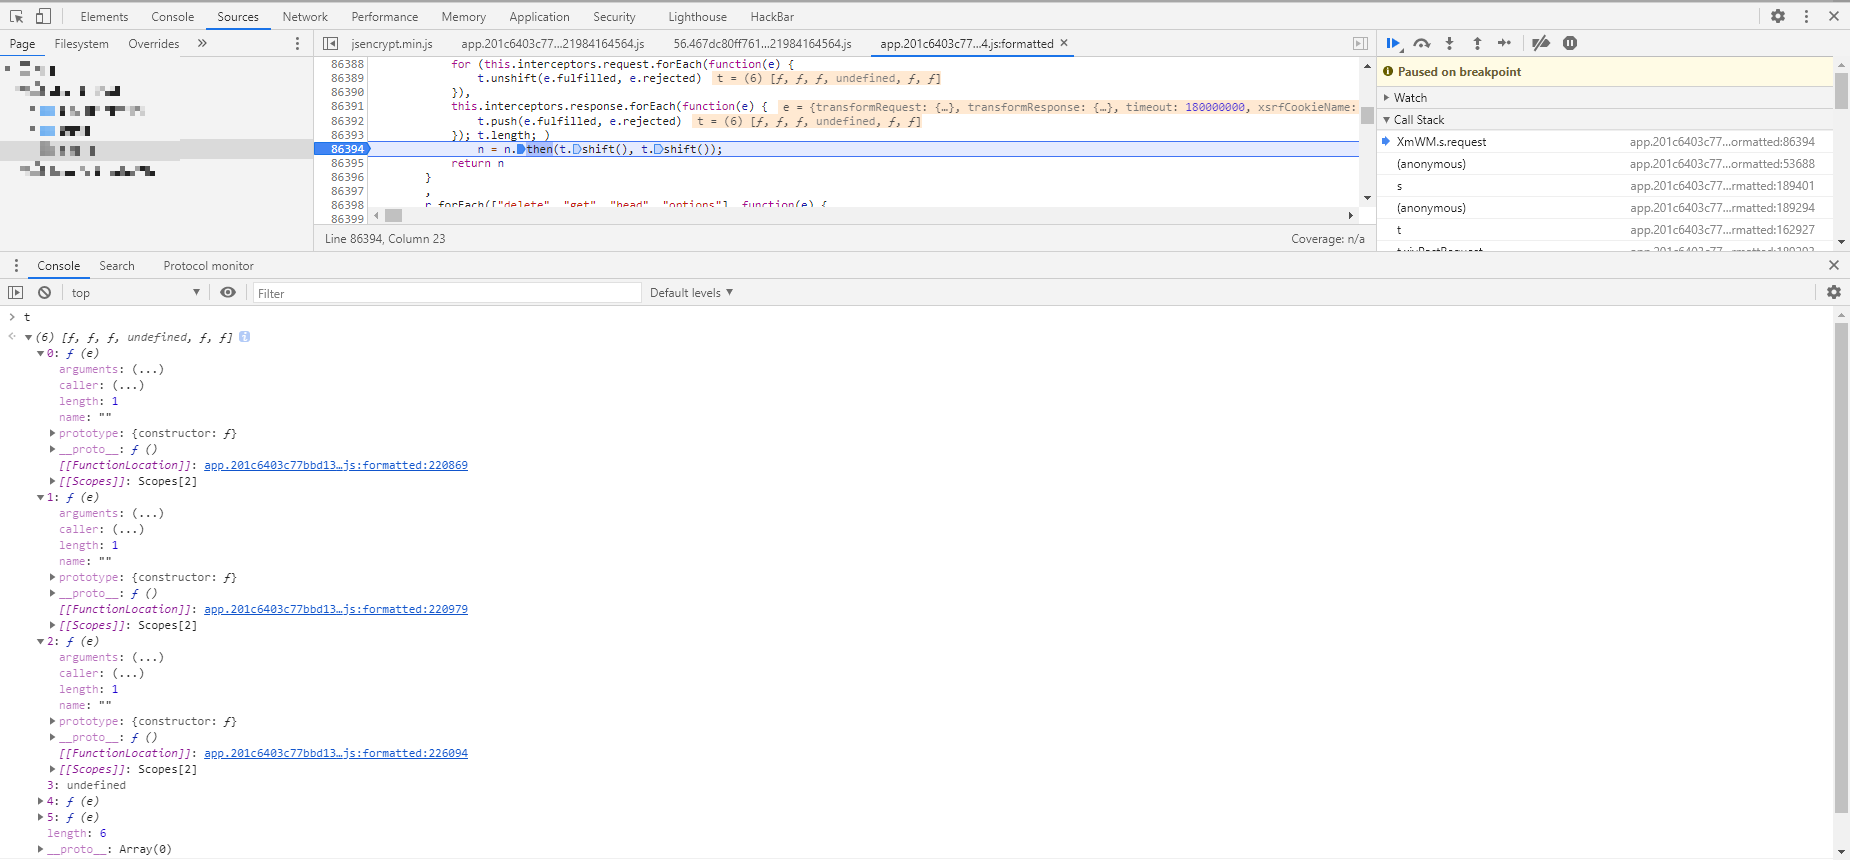 Elements Console Sources Network Performance Memory Application Security Lighthouse HackBar
Page Filesystem Overrides »
jsencrypt.min.js app.201c6403c77...21984164564.js 56.467dc80ff761...21984164564.js app.201c6403c77...4.js:formatted ×
86388 for (this.interceptors.request.forEach(function(e) {
86389 t.unshift(e.fulfilled, e.rejected) t = (6) [ƒ, ƒ, ƒ, undefined, ƒ, ƒ]
86390 }),
86391 this.interceptors.response.forEach(function(e) { e = {transformRequest: {…}, transformResponse: {…}, timeout: 180000000, xsrfCookieName:
86392 t.push(e.fulfilled, e.rejected) t = (6) [ƒ, ƒ, ƒ, undefined, ƒ, ƒ]
86393 }); t.length; )
86394 n = n.then(t.shift(), t.shift());
86395 return n
86396 }
86397 ,
86398 r.forEach(["delete", "get", "head", "options"], function(e) {
86399
Line 86394, Column 23 Coverage: n/a
Paused on breakpoint
Watch
Call Stack
XmWM.s.request app.201c6403c77...ormatted:86394
(anonymous) app.201c6403c77...ormatted:53688
s app.201c6403c77...rmatted:189401
(anonymous) app.201c6403c77...rmatted:189294
t app.201c6403c77...rmatted:162927
Console Search Protocol monitor
top Filter Default levels
> t
(6) [ƒ, ƒ, ƒ, undefined, ƒ, ƒ] i
0: ƒ (e)
arguments: (...)
caller: (...)
length: 1
name: ""
prototype: {constructor: ƒ}
__proto__: ƒ ()
[[FunctionLocation]]: app.201c6403c77bbd13…js:formatted:220869
[[Scopes]]: Scopes[2]
1: ƒ (e)
arguments: (...)
caller: (...)
length: 1
name: ""
prototype: {constructor: ƒ}
__proto__: ƒ ()
[[FunctionLocation]]: app.201c6403c77bbd13…js:formatted:220979
[[Scopes]]: Scopes[2]
2: ƒ (e)
arguments: (...)
caller: (...)
length: 1
name: ""
prototype: {constructor: ƒ}
__proto__: ƒ ()
[[FunctionLocation]]: app.201c6403c77bbd13…js:formatted:226094
[[Scopes]]: Scopes[2]
3: undefined
4: ƒ (e)
5: ƒ (e)
length: 6
__proto__: Array(0)